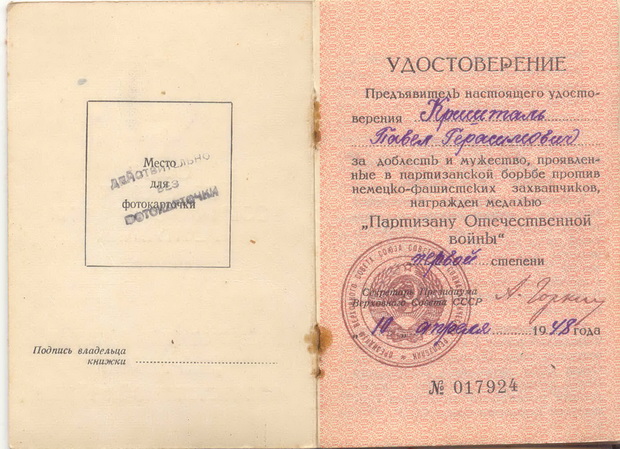 Место
для
фотокарточки
ДЕЙСТВИТЕЛЬНО
БЕЗ
ФОТОКАРТОЧКИ
Подпись владельца
книжки
УДОСТОВЕРЕНИЕ
Предъявитель настоящего удосто-
верения Кришталь
Павел Герасимович
за доблесть и мужество, проявлен-
ные в партизанской борьбе против
немецко-фашистских захватчиков,
награжден медалью
„Партизану Отечественной
войны“
первой степени
Секретарь Президиума
Верховного Совета СССР А. Горкин
10 апреля 1948 года
№ 017924